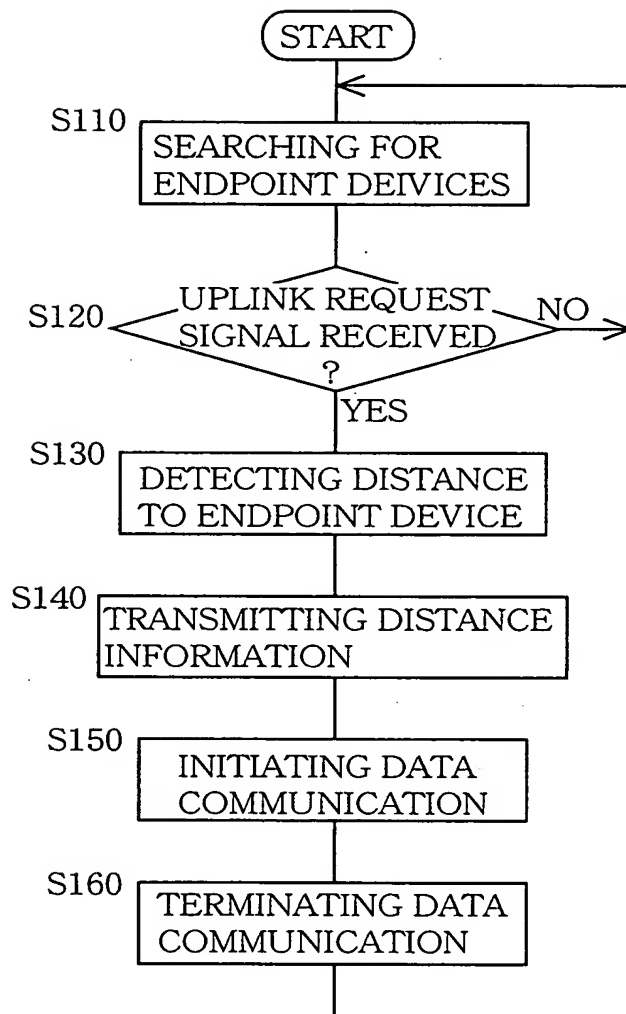 START
S110
SEARCHING FOR
ENDPOINT DEIVICES
S120
UPLINK REQUEST
SIGNAL RECEIVED
?
NO
YES
S130
DETECTING DISTANCE
TO ENDPOINT DEVICE
S140
TRANSMITTING DISTANCE
INFORMATION
S150
INITIATING DATA
COMMUNICATION
S160
TERMINATING DATA
COMMUNICATION